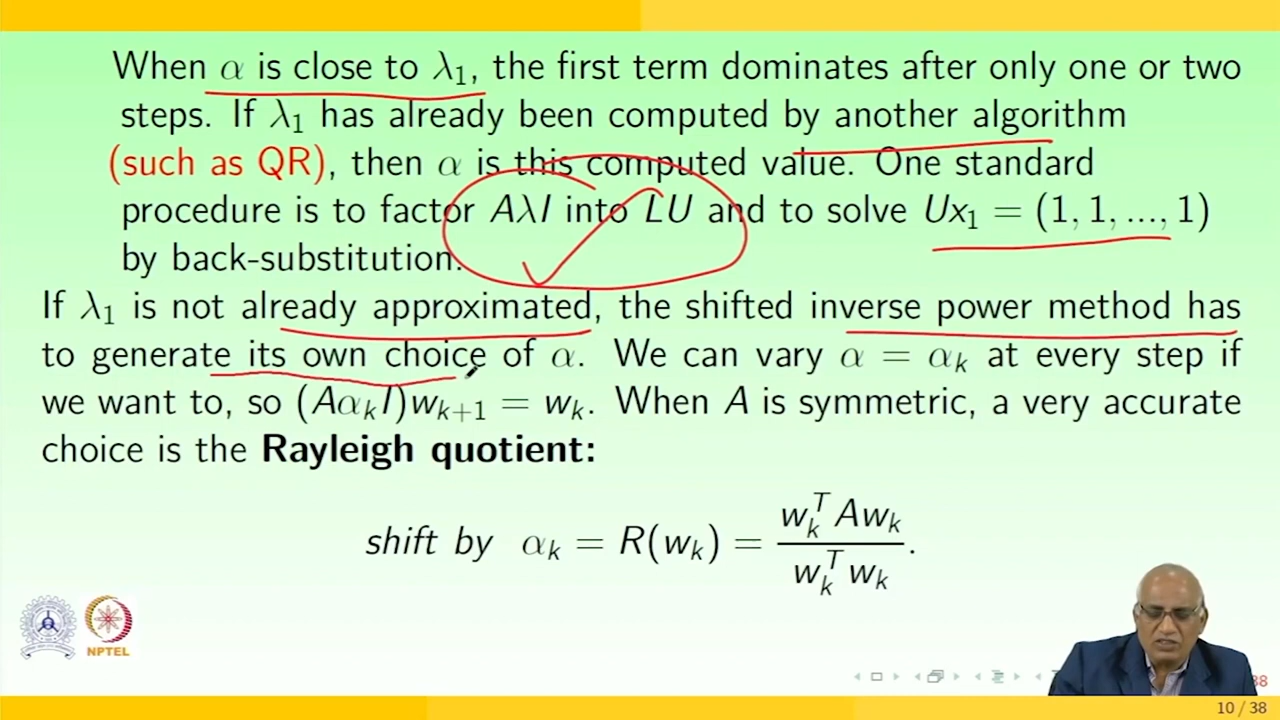 When α is close to λ₁, the first term dominates after only one or two
steps. If λ₁ has already been computed by another algorithm
(such as QR), then α is this computed value. One standard
procedure is to factor AλI into LU and to solve Ux₁ = (1, 1, ..., 1)
by back-substitution.
If λ₁ is not already approximated, the shifted inverse power method has
to generate its own choice of α. We can vary α = αₖ at every step if
we want to, so (AαₖI)wₖ₊₁ = wₖ. When A is symmetric, a very accurate
choice is the Rayleigh quotient:
shift by αₖ = R(wₖ) = \frac{wₖᵀAwₖ}{wₖᵀwₖ}.
NPTEL
38
10 / 38